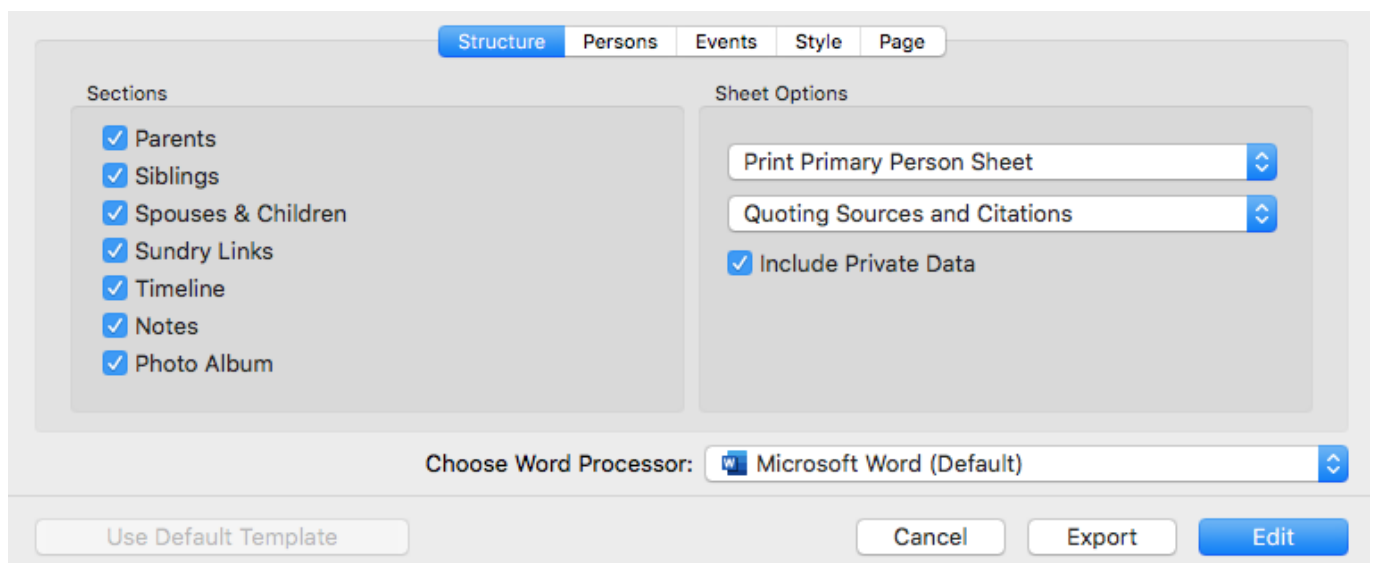 Structure Persons Events Style Page
Sections
Parents
Siblings
Spouses & Children
Sundry Links
Timeline
Notes
Photo Album
Sheet Options
Print Primary Person Sheet
Quoting Sources and Citations
Include Private Data
Choose Word Processor: Microsoft Word (Default)
Use Default Template Cancel Export Edit